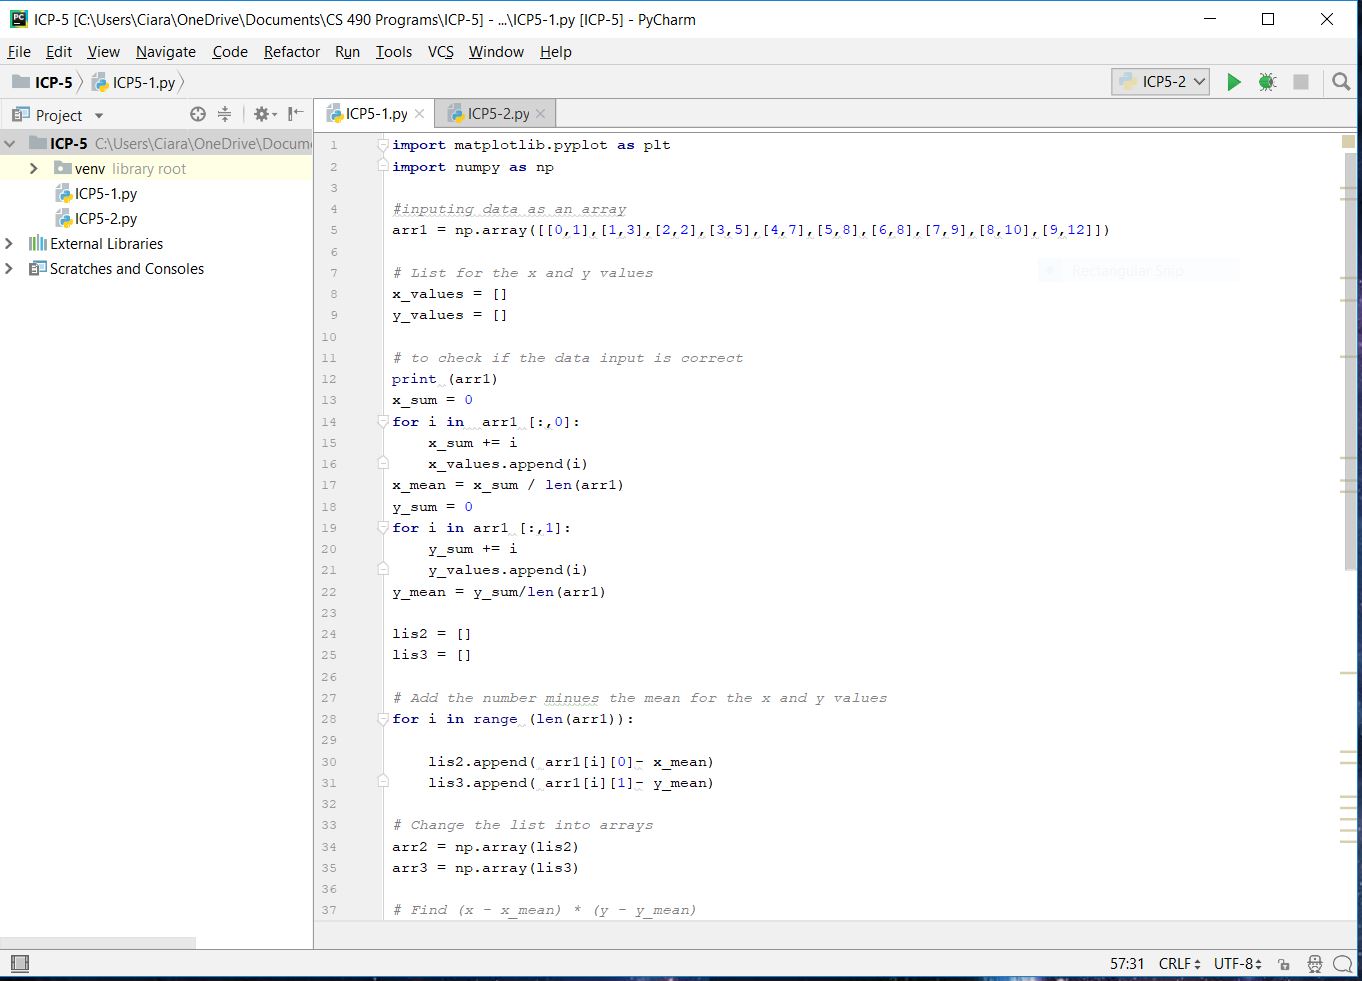 ICP-5 [C:\Users\Ciara\OneDrive\Documents\CS 490 Programs\ICP-5] - ...\ICP5-1.py [ICP-5] - PyCharm
File Edit View Navigate Code Refactor Run Tools VCS Window Help
ICP-5 ICP5-1.py ICP5-2
Project
ICP5-1.py ICP5-2.py
ICP-5 C:\Users\Ciara\OneDrive\Docum
venv library root
ICP5-1.py
ICP5-2.py
External Libraries
Scratches and Consoles
1 import matplotlib.pyplot as plt
2 import numpy as np
3
4 #inputing data as an array
5 arr1 = np.array([[0,1],[1,3],[2,2],[3,5],[4,7],[5,8],[6,8],[7,9],[8,10],[9,12]])
6
Rectangular Snip
7 # List for the x and y values
8 x_values = []
9 y_values = []
10
11 # to check if the data input is correct
12 print (arr1)
13 x_sum = 0
14 for i in  arr1 [:,0]:
15     x_sum += i
16     x_values.append(i)
17 x_mean = x_sum / len(arr1)
18 y_sum = 0
19 for i in arr1 [:,1]:
20     y_sum += i
21     y_values.append(i)
22 y_mean = y_sum/len(arr1)
23
24 lis2 = []
25 lis3 = []
26
27 # Add the number minues the mean for the x and y values
28 for i in range (len(arr1)):
29
30     lis2.append( arr1[i][0]- x_mean)
31     lis3.append( arr1[i][1]- y_mean)
32
33 # Change the list into arrays
34 arr2 = np.array(lis2)
35 arr3 = np.array(lis3)
36
37 # Find (x - x_mean) * (y - y_mean)
57:31 CRLF UTF-8